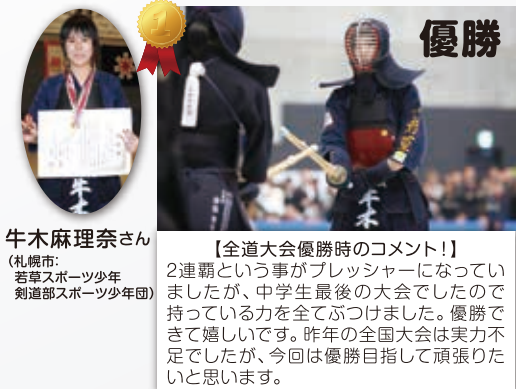 1
優勝
牛木
牛木
牛木麻理奈さん
（札幌市：
若草スポーツ少年
剣道部スポーツ少年団）
【全道大会優勝時のコメント！】
2連覇という事がプレッシャーになってい
ましたが、中学生最後の大会でしたので
持っている力を全てぶつけました。優勝で
きて嬉しいです。昨年の全国大会は実力不
足でしたが、今回は優勝目指して頑張りた
いと思います。